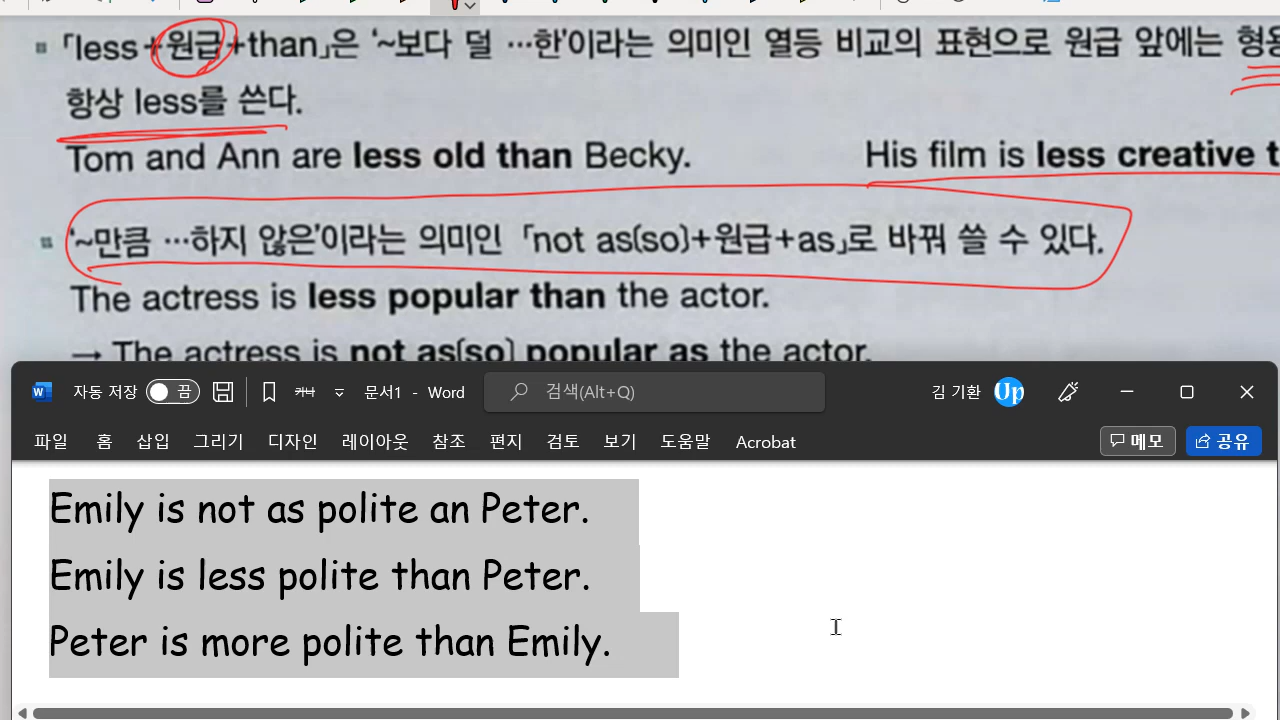 「less+원급+than」은 '~보다 덜 …한'이라는 의미인 열등 비교의 표현으로 원급 앞에는 형용
항상 less를 쓴다.
Tom and Ann are less old than Becky. His film is less creative t
'~만큼 …하지 않은'이라는 의미인 「not as(so)+원급+as」로 바꿔 쓸 수 있다.
The actress is less popular than the actor.
→ The actress is not as(so) popular as the actor.
자동 저장 끔 가나 문서1 - Word 검색(Alt+Q) 김 기환 Up
파일 홈 삽입 그리기 디자인 레이아웃 참조 편지 검토 보기 도움말 Acrobat 메모 공유
Emily is not as polite an Peter.
Emily is less polite than Peter.
Peter is more polite than Emily.